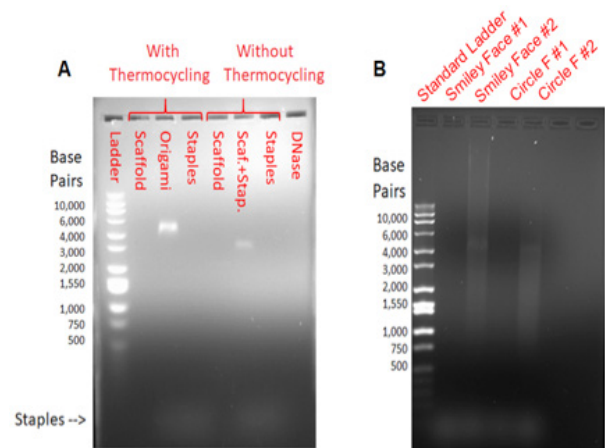 A
With Thermocycling
Without Thermocycling
Base Pairs
Ladder
Scaffold
Origami
Staples
Scaffold
Scaf.+Stap.
Staples
DNase
10,000
6,000
4,000
3,000
2,000
1,550
1,000
750
500
Staples -->
B
Standard Ladder
Smiley Face #1
Smiley Face #2
Circle F #1
Circle F #2
Base Pairs
10,000
6,000
4,000
3,000
2,000
1,550
1,000
750
500